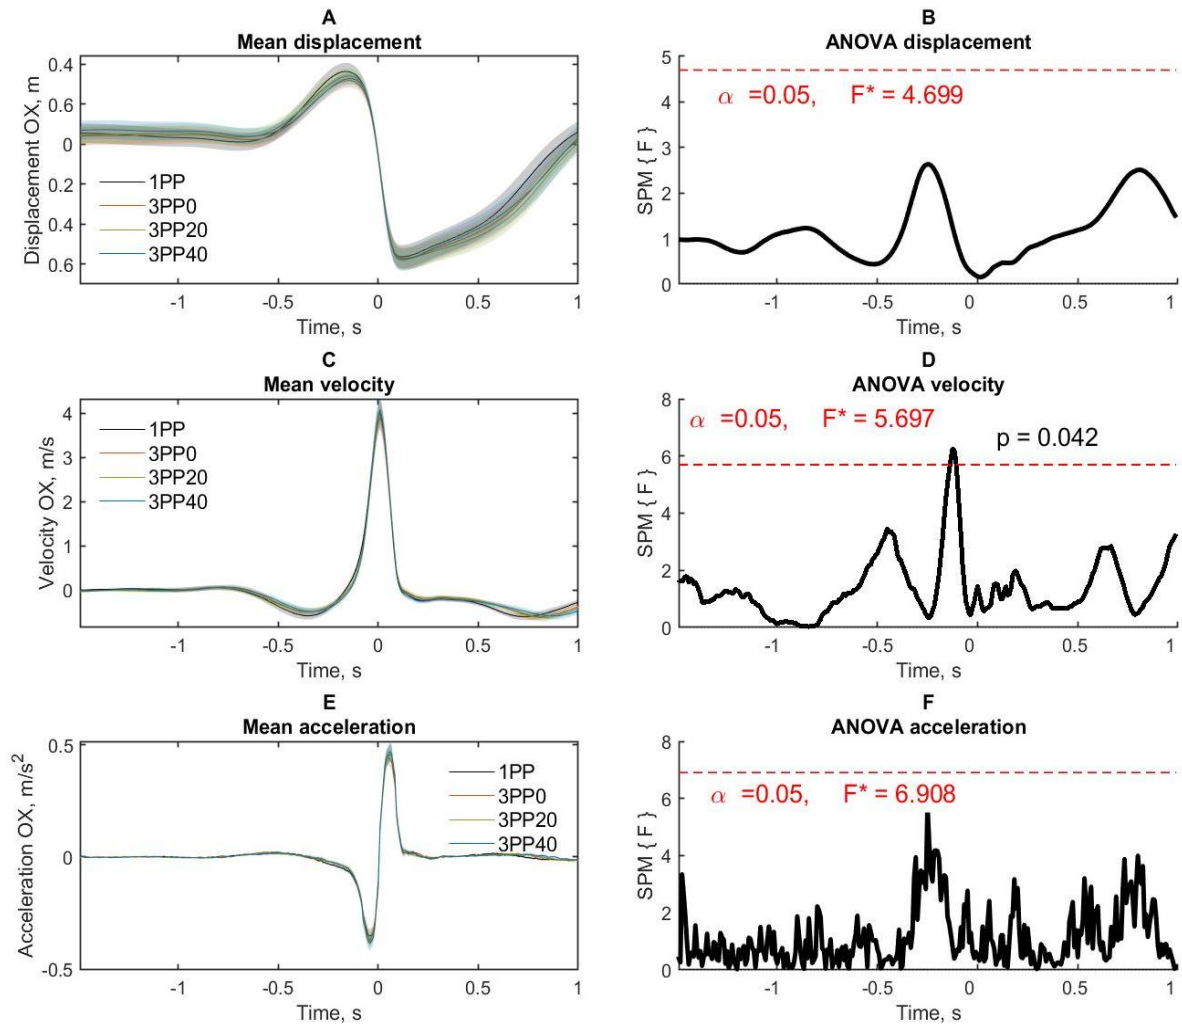 A
Mean displacement
0.4
0.6
0
0.2
0.4
0.6
Displacement OX, m
1PP
3PP0
3PP20
3PP40
-1
-0.5
0
0.5
1
Time, s
B
ANOVA displacement
5
4
3
2
1
0
SPM { F }
α =0.05, F* = 4.699
-1
-0.5
0
0.5
1
Time, s
C
Mean velocity
4
3
2
1
0
Velocity OX, m/s
1PP
3PP0
3PP20
3PP40
-1
-0.5
0
0.5
1
Time, s
D
ANOVA velocity
8
6
4
2
0
SPM { F }
α =0.05, F* = 5.697
p = 0.042
-1
-0.5
0
0.5
1
Time, s
E
Mean acceleration
0.5
0
-0.5
Acceleration OX, m/s²
1PP
3PP0
3PP20
3PP40
-1
-0.5
0
0.5
1
Time, s
F
ANOVA acceleration
8
6
4
2
0
SPM { F }
α =0.05, F* = 6.908
-1
-0.5
0
0.5
1
Time, s